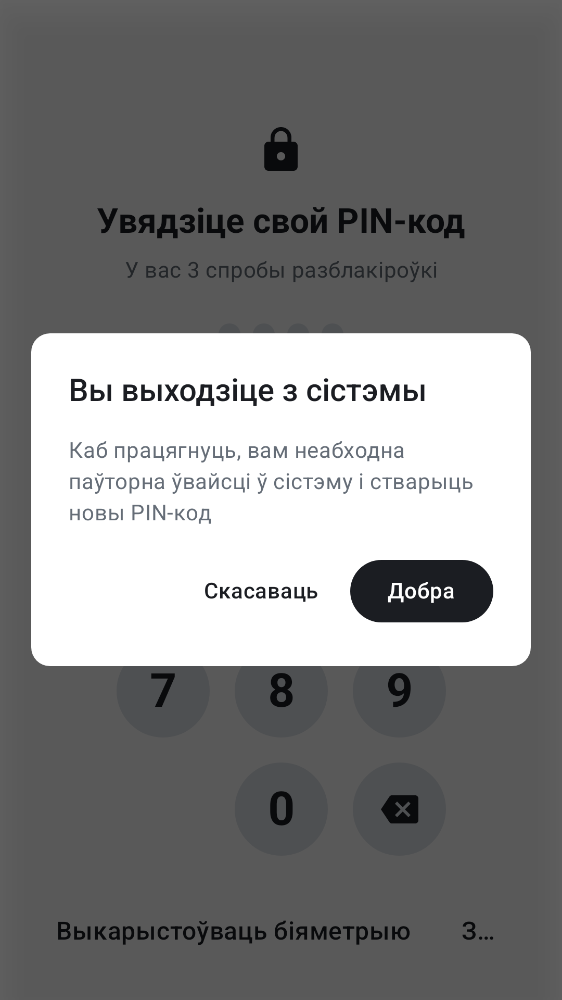 Увядзіце свой PIN-код
У вас 3 спробы разблакіроўкі
Вы выходзіце з сістэмы
Каб працягнуць, вам неабходна
паўторна ўвайсці ў сістэму і стварыць
новы PIN-код
Скасаваць Добра
7 8 9
0
Выкарыстоўваць біяметрыю З...